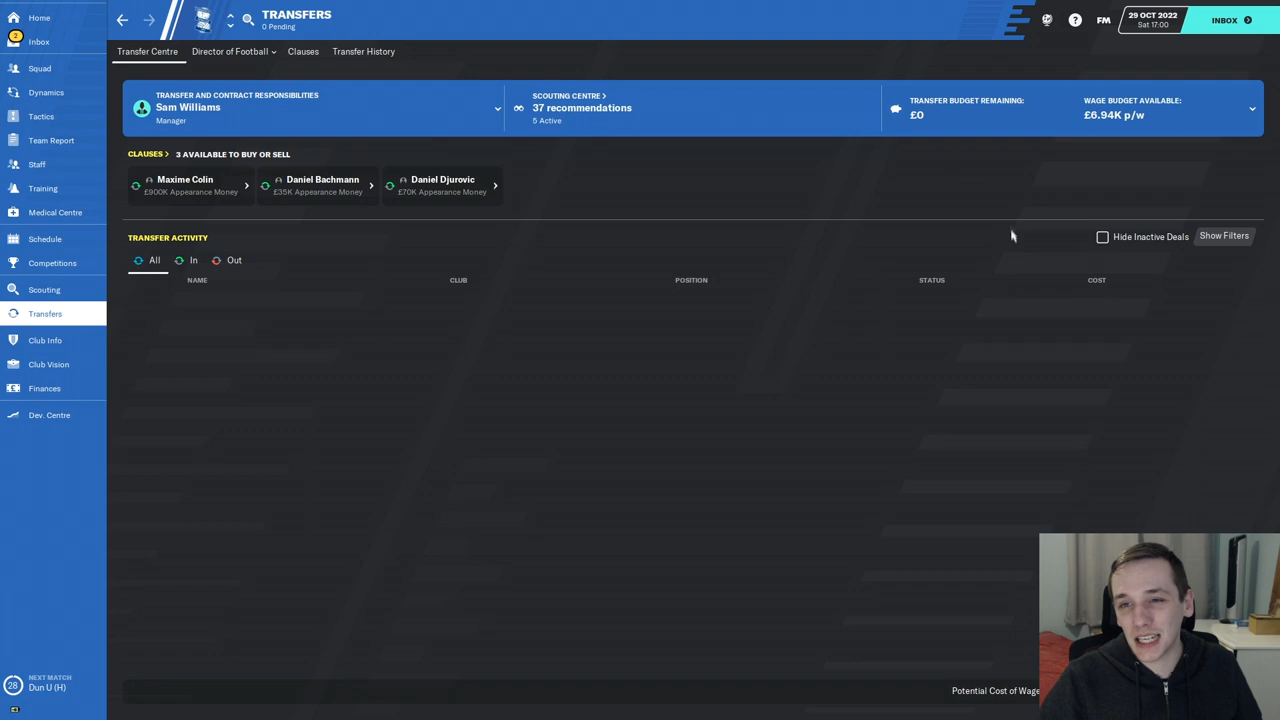 Home
2
Inbox
Squad
Dynamics
Tactics
Team Report
Staff
Training
Medical Centre
Schedule
Competitions
Scouting
Transfers
Club Info
Club Vision
Finances
Dev. Centre
28
NEXT MATCH
Dun U (H)
TRANSFERS
0 Pending
?
FM
29 OCT 2022
Sat 17:00
INBOX
Transfer Centre
Director of Football
Clauses
Transfer History
TRANSFER AND CONTRACT RESPONSIBILITIES
Sam Williams
Manager
SCOUTING CENTRE >
37 recommendations
5 Active
TRANSFER BUDGET REMAINING:
£0
WAGE BUDGET AVAILABLE:
£6.94K p/w
CLAUSES > 3 AVAILABLE TO BUY OR SELL
Maxime Colin
£900K Appearance Money
Daniel Bachmann
£35K Appearance Money
Daniel Djurovic
£70K Appearance Money
TRANSFER ACTIVITY
Hide Inactive Deals
Show Filters
All
In
Out
NAME CLUB POSITION STATUS COST
Potential Cost of Wage